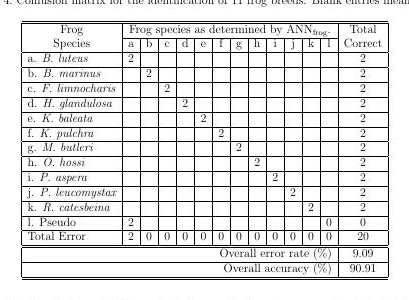 4. Confusion matrix for the identification of 11 frog breeds. Blank entries mean
Frog Frog species as determined by ANNfrog. Total
Species a b c d e f g h i j k l Correct
a. B. luteus 2 2
b. B. marinus 2 2
c. F. limnocharis 2 2
d. H. glandulosa 2 2
e. K. baleata 2 2
f. K. pulchra 2 2
g. M. butleri 2 2
h. O. hossi 2 2
i. P. aspera 2 2
j. P. leucomystax 2 2
k. R. catesbeina 2 2
l. Pseudo 2 0 0
Total Error 2 0 0 0 0 0 0 0 0 0 0 0 20
Overall error rate (%) 9.09
Overall accuracy (%) 90.91